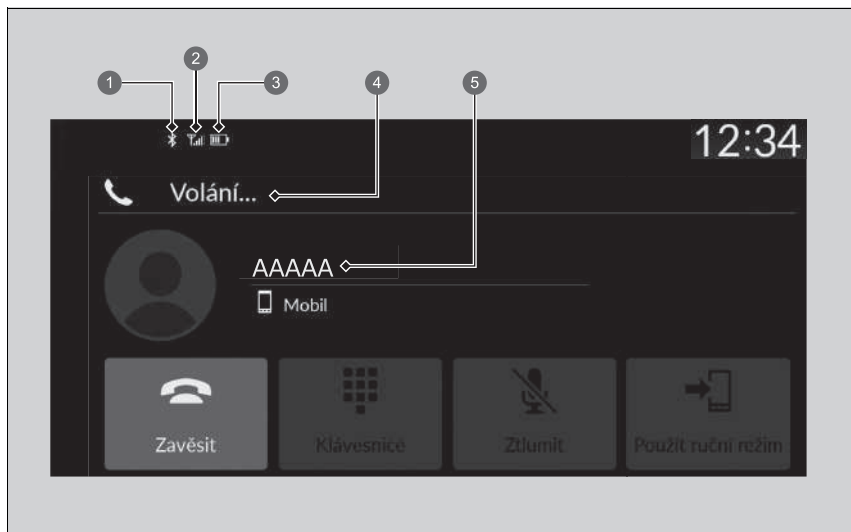 1
2
3
4
5
12:34
Volání...
AAAAA
Mobil
Zavěsit
Klávesnice
Ztlumit
Použít ruční režim